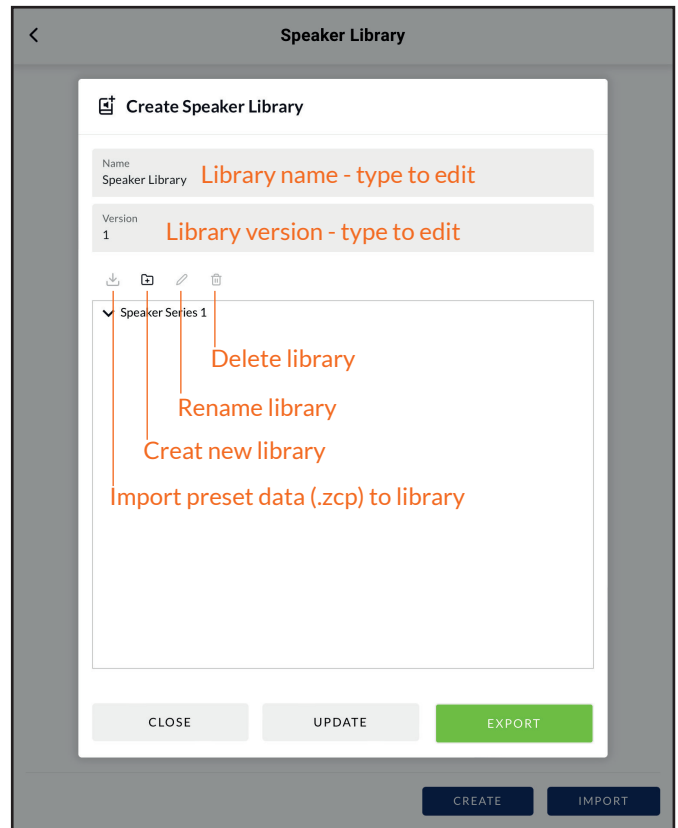 Speaker Library
Create Speaker Library
Name
Speaker Library
Library name - type to edit
Version
1
Library version - type to edit
Speaker Series 1
Delete library
Rename library
Creat new library
Import preset data (.zcp) to library
CLOSE
UPDATE
EXPORT
CREATE
IMPORT